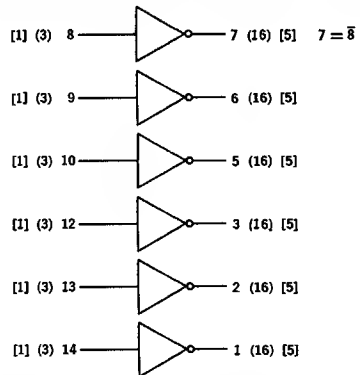 [1] (3) 8 7 (16) [5] 7 = 8̅
[1] (3) 9 6 (16) [5]
[1] (3) 10 5 (16) [5]
[1] (3) 12 3 (16) [5]
[1] (3) 13 2 (16) [5]
[1] (3) 14 1 (16) [5]